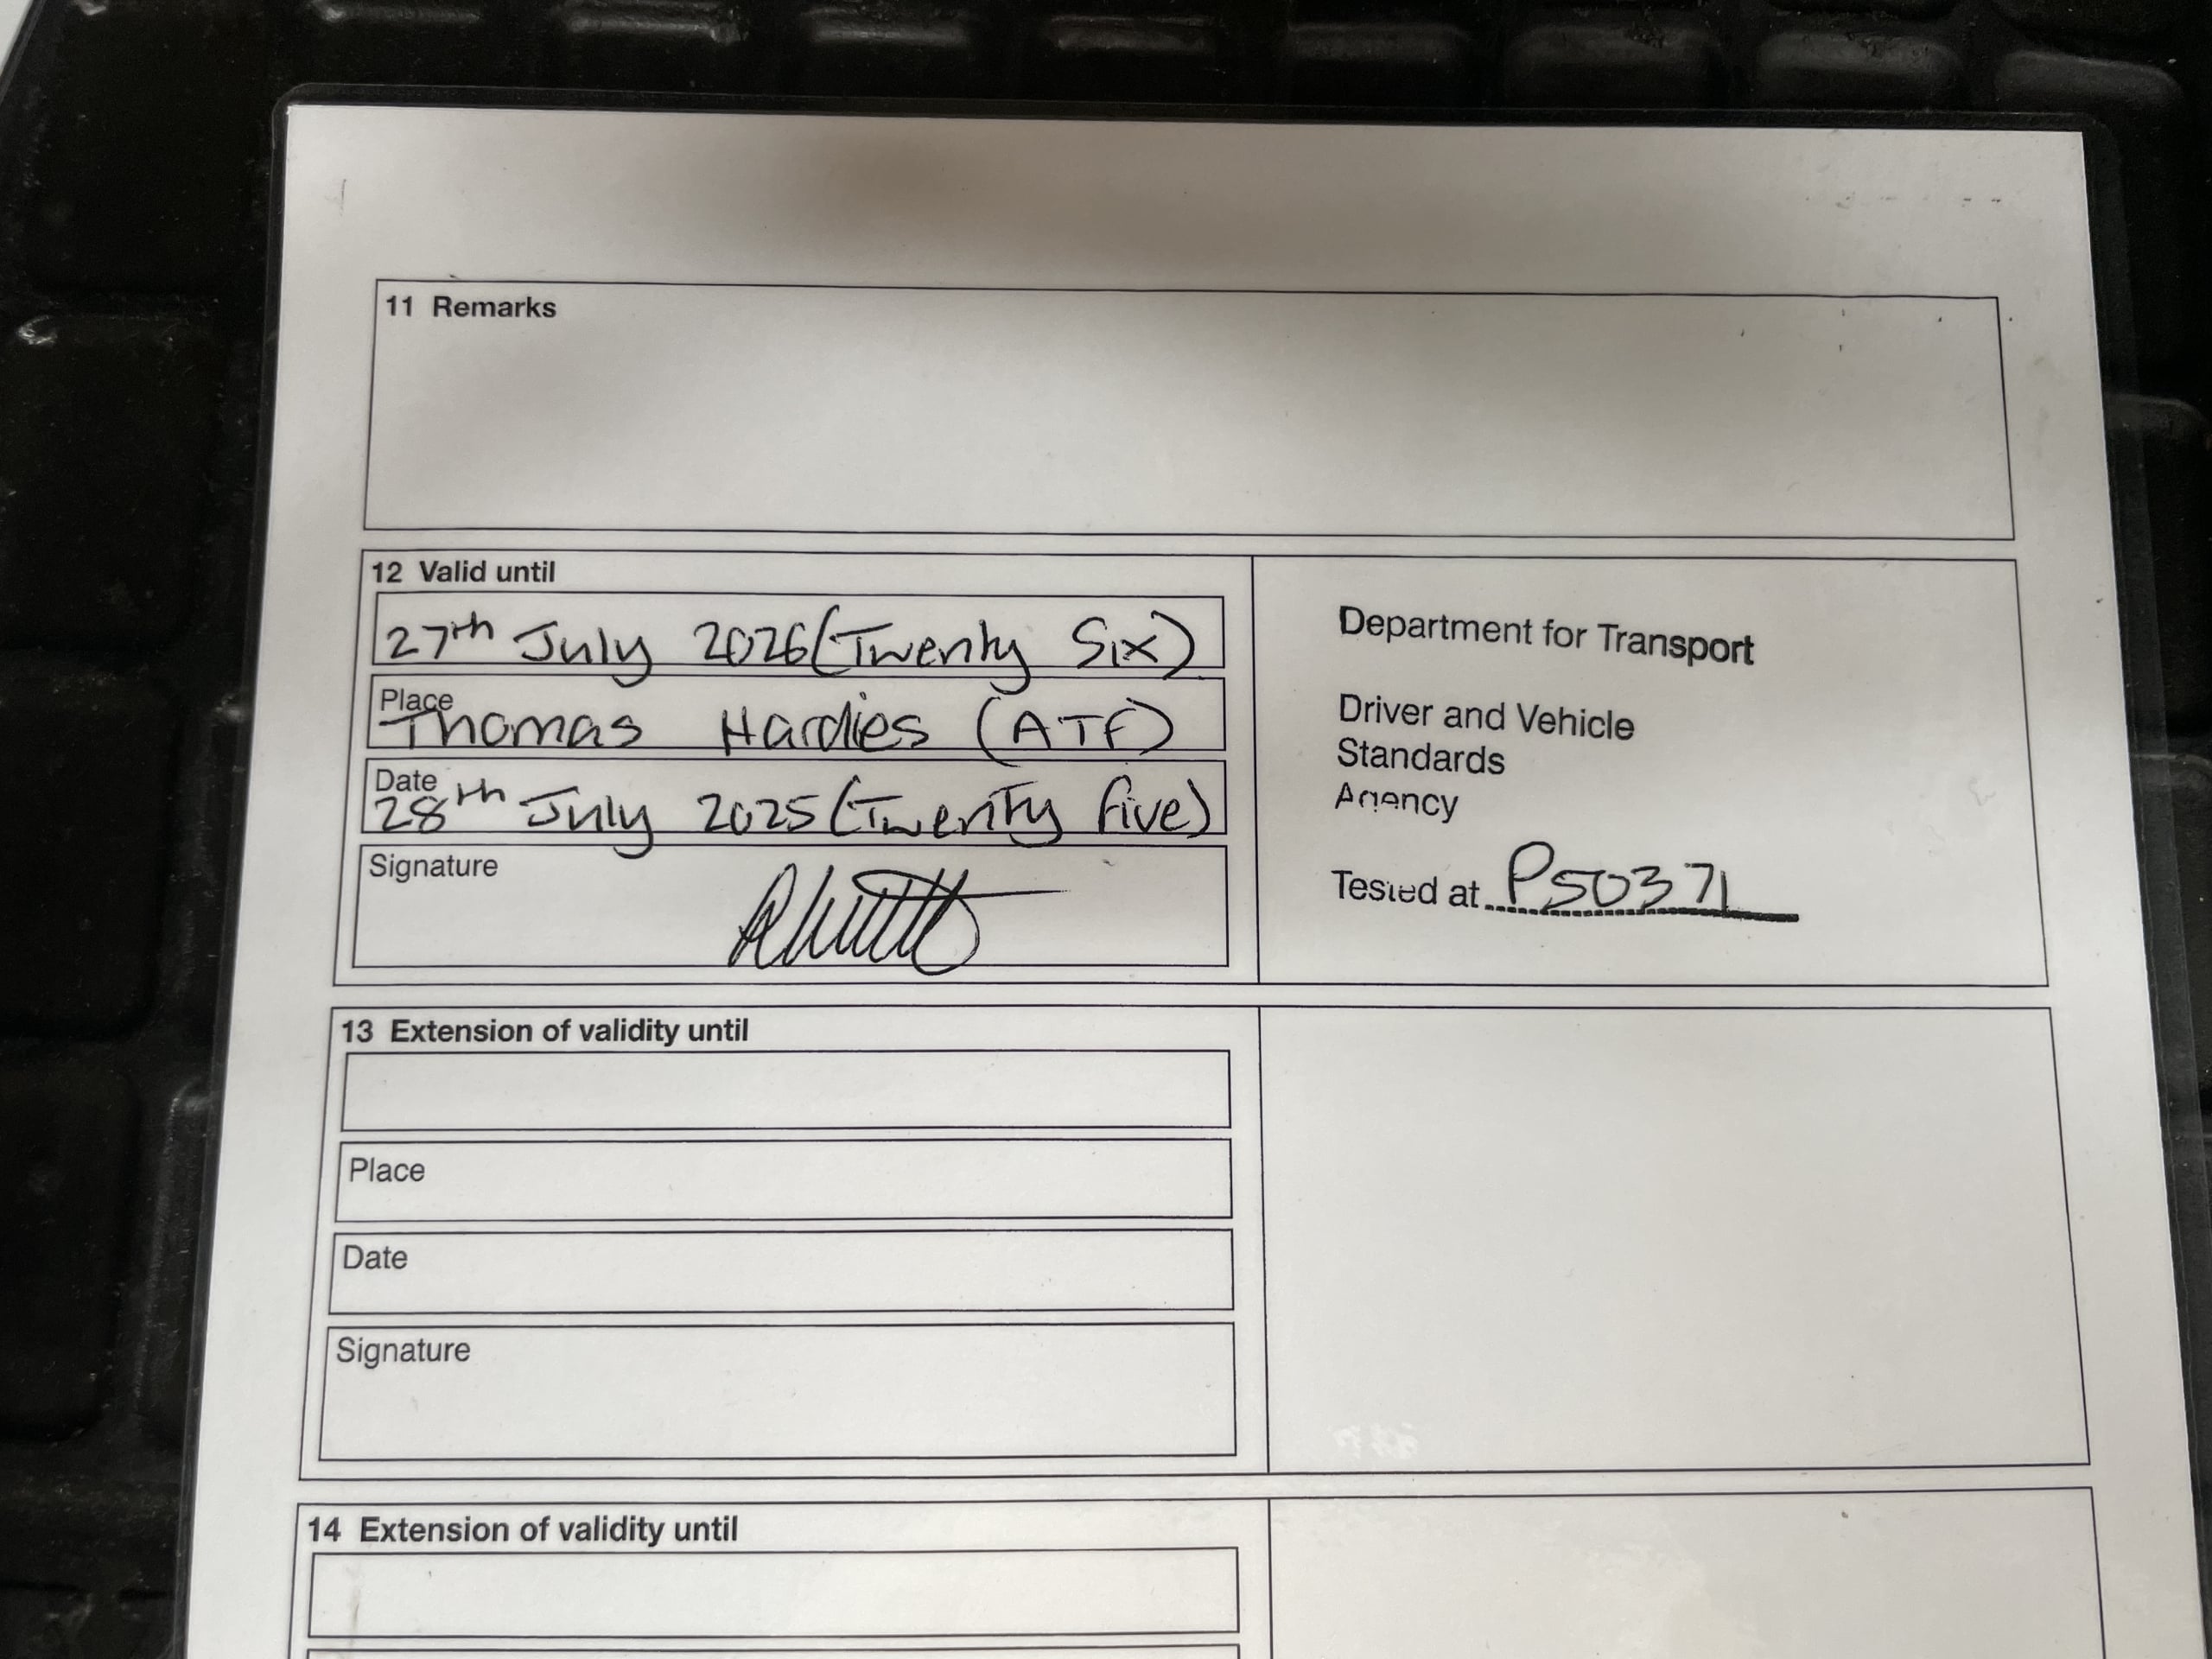 11 Remarks
12 Valid until
27th July 2026 (Twenty Six)
Place
Thomas Hardies (ATF)
Date
28th July 2025 (Twenty five)
Signature
Department for Transport
Driver and Vehicle
Standards
Agency
Tested at P50371
13 Extension of validity until
Place
Date
Signature
14 Extension of validity until